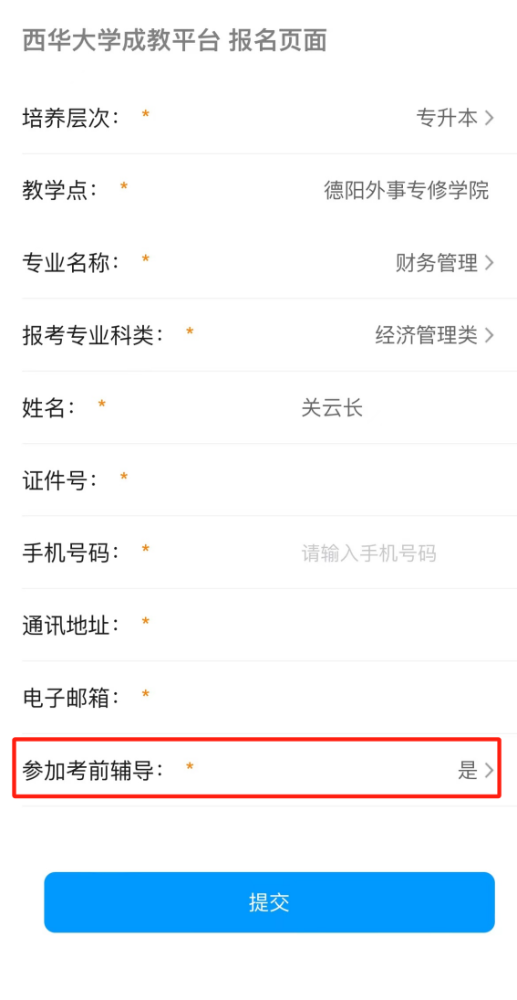 西华大学成教平台 报名页面
培养层次： * 专升本
教学点： * 德阳外事专修学院
专业名称： * 财务管理
报考专业科类： * 经济管理类
姓名： * 关云长
证件号： *
手机号码： * 请输入手机号码
通讯地址： *
电子邮箱： *
参加考前辅导： * 是
提交